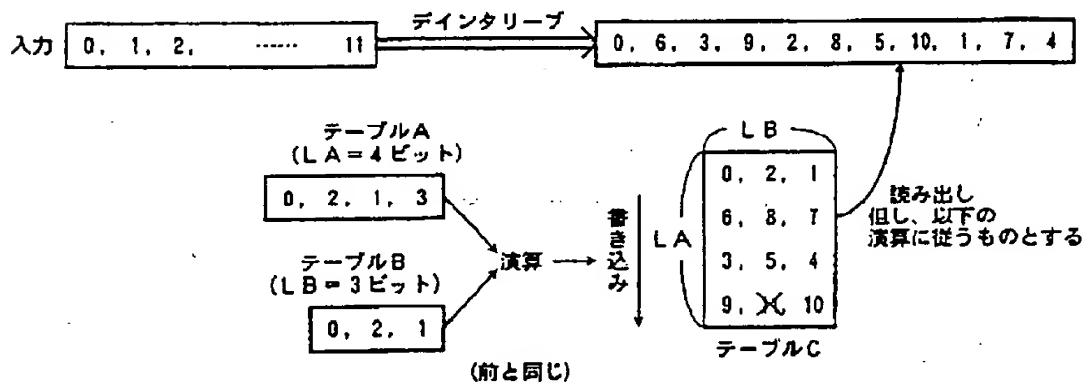 デインタリーブ
入力 0, 1, 2, ⋯⋯ 11
0, 6, 3, 9, 2, 8, 5, 10, 1, 7, 4
テーブルA
(LA=4ビット)
0, 2, 1, 3
テーブルB
(LB=3ビット)
0, 2, 1
(前と同じ)
演算
書き込み
LA
LB
0, 2, 1
6, 8, 7
3, 5, 4
9, 10
テーブルC
読み出し
但し、以下の
演算に従うものとする